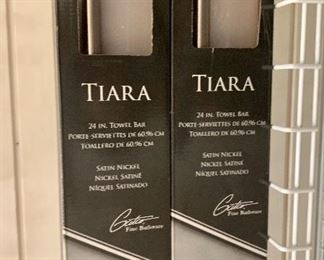 TIARA
24 IN. TOWEL BAR
PORTE-SERVIETTES DE 60.96 CM
TOALLERO DE 60.96 CM
SATIN NICKEL
NICKEL SATINÉ
NÍQUEL SATINADO
Gatco
Fine Bathware
TIARA
24 IN. TOWEL BAR
PORTE-SERVIETTES DE 60.96 CM
TOALLERO DE 60.96 CM
SATIN NICKEL
NICKEL SATINÉ
NÍQUEL SATINADO
Gatco
Fine Bathware